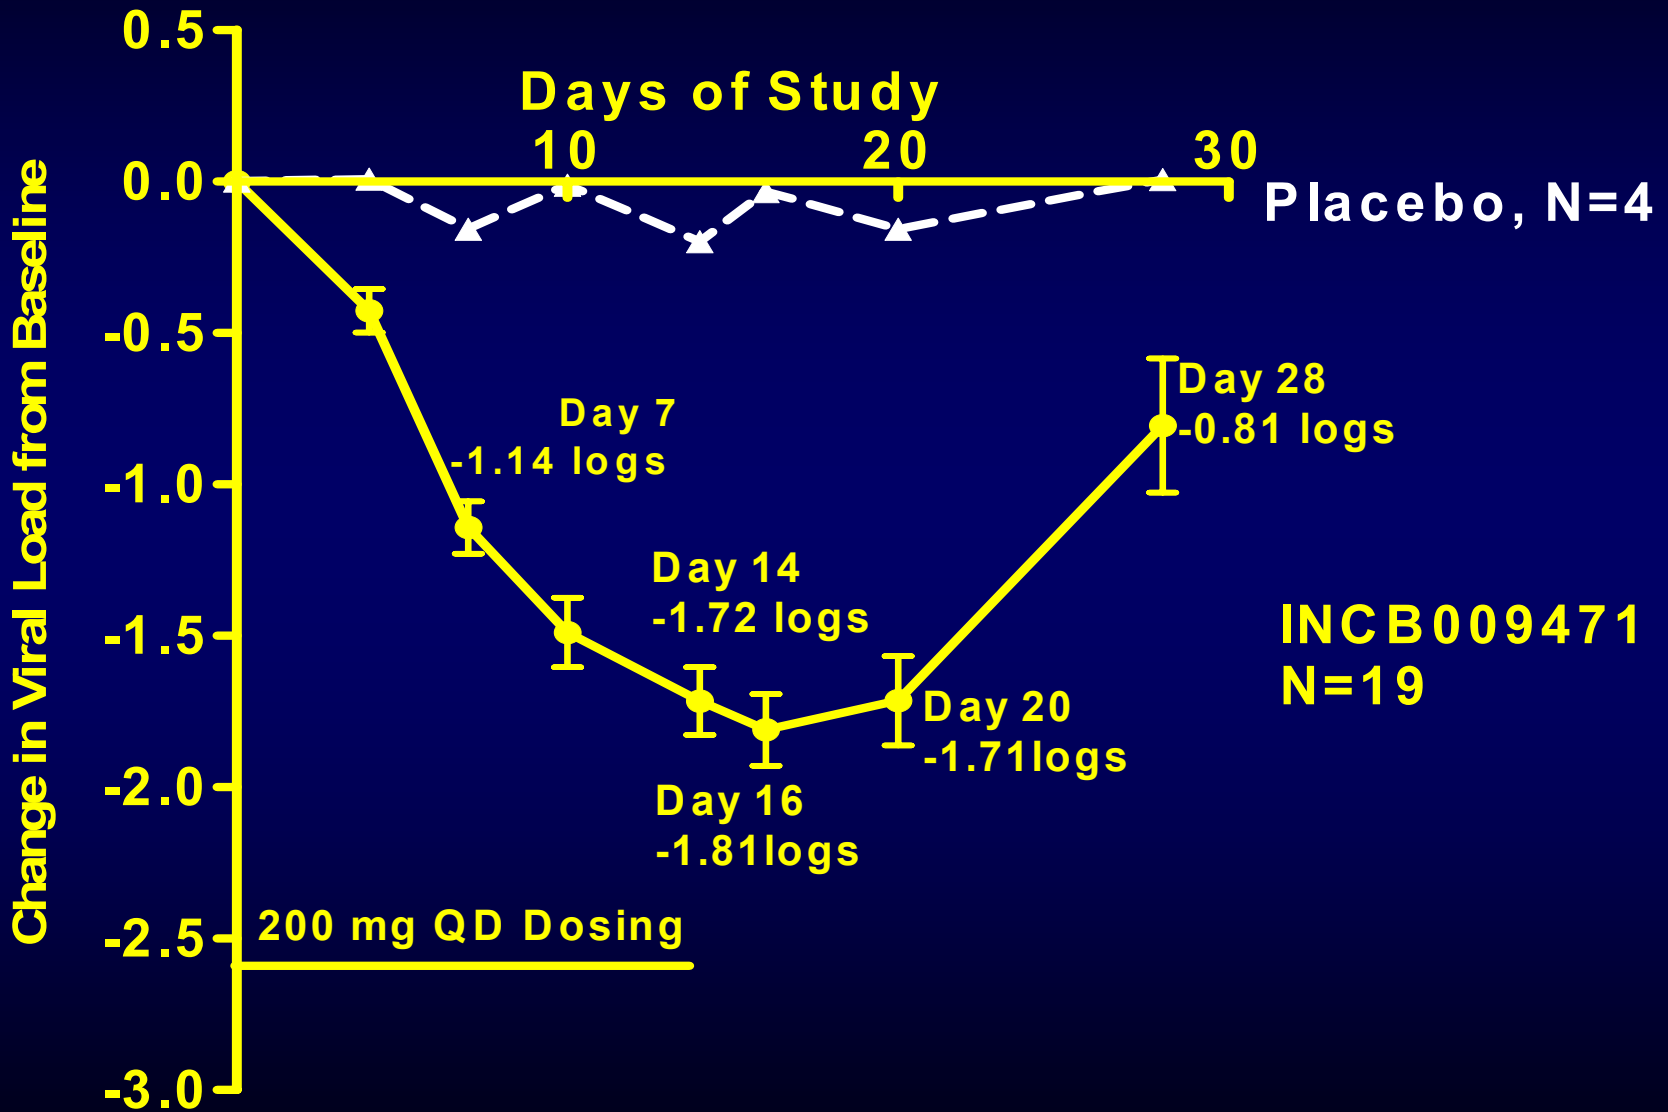 0.5
Days of Study
10 20 30
0.0
Placebo, N=4
-0.5
Day 28
-0.81 logs
Day 7
-1.14 logs
-1.0
Day 14
-1.72 logs
-1.5
INCB009471
N=19
Day 20
-1.71logs
-2.0
Day 16
-1.81logs
200 mg QD Dosing
-2.5
-3.0
Change in Viral Load from Baseline